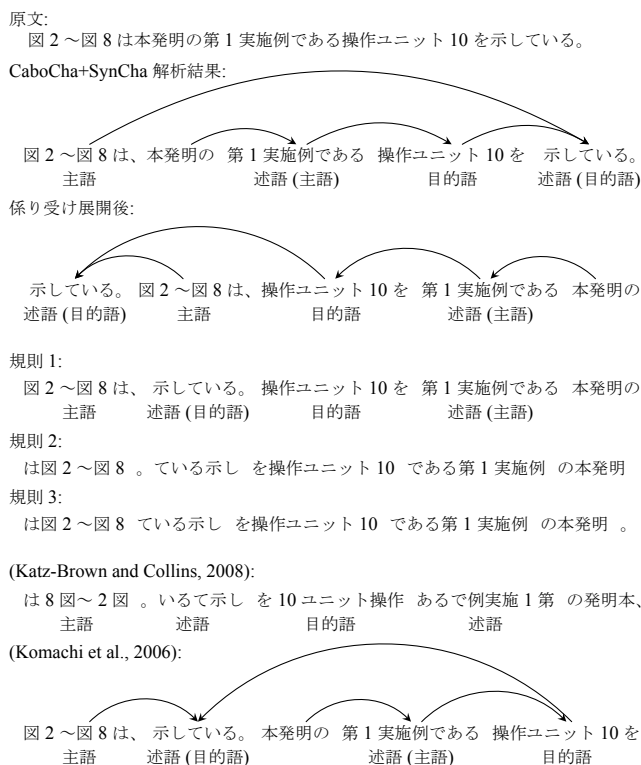 原文:
図 2 ～図 8 は本発明の第 1 実施例である操作ユニット 10 を示している。
CaboCha+SynCha 解析結果:
図 2 ～図 8 は、 本発明の 第 1 実施例である 操作ユニット 10 を 示している。
主語 述語 (主語) 目的語 述語 (目的語)
係り受け展開後:
示している。 図 2 ～図 8 は、 操作ユニット 10 を 第 1 実施例である 本発明の
述語 (目的語) 主語 目的語 述語 (主語)
規則 1:
図 2 ～図 8 は、 示している。 操作ユニット 10 を 第 1 実施例である 本発明の
主語 述語 (目的語) 目的語 述語 (主語)
規則 2:
は図 2 ～図 8 。ている示し を操作ユニット 10 である第 1 実施例 の本発明
規則 3:
は図 2 ～図 8 ている示し を操作ユニット 10 である第 1 実施例 の本発明 。
(Katz-Brown and Collins, 2008):
は 8 図～ 2 図 。いるて示し を 10 ユニット操作 あるで例実施 1 第 の発明本、
主語 述語 目的語 述語
(Komachi et al., 2006):
図 2 ～図 8 は、 示している。 本発明の 第 1 実施例である 操作ユニット 10 を
主語 述語 (目的語) 述語 (主語) 目的語